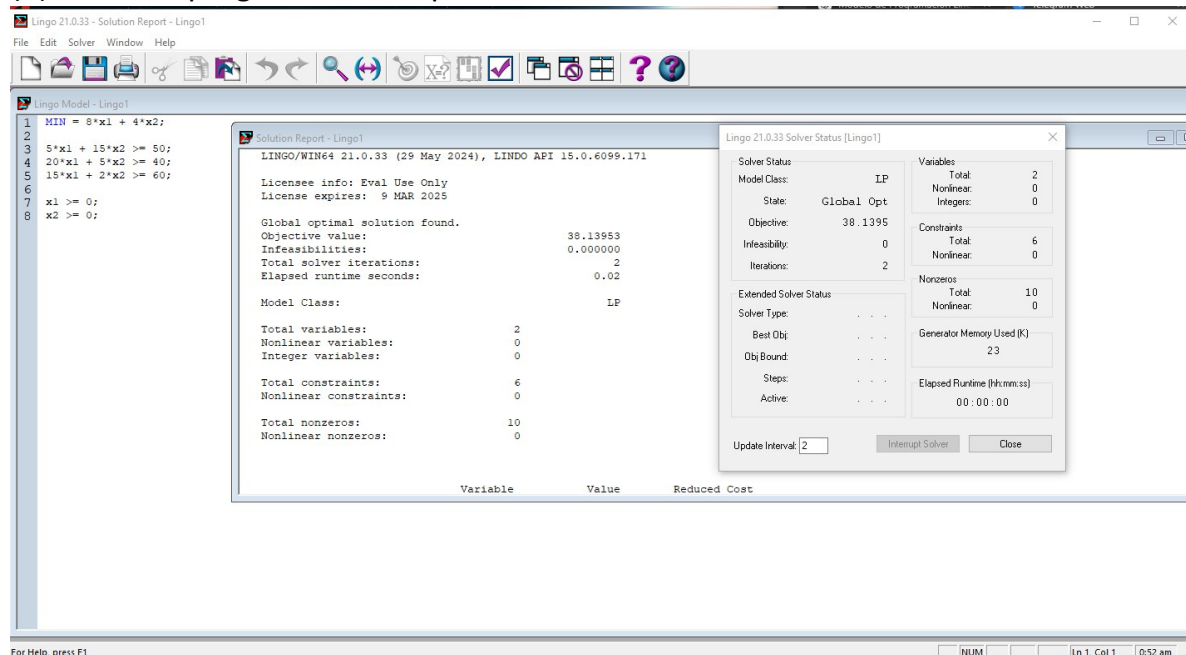 Lingo 21.0.33 - Solution Report - Lingo1
File Edit Solver Window Help
Lingo Model - Lingo1
1 MIN = 8*x1 + 4*x2;
2
3 5*x1 + 15*x2 >= 50;
4 20*x1 + 5*x2 >= 40;
5 15*x1 + 2*x2 >= 60;
6
7 x1 >= 0;
8 x2 >= 0;
Solution Report - Lingo1
LINGO/WIN64 21.0.33 (29 May 2024), LINDO API 15.0.6099.171
Licensee info: Eval Use Only
License expires: 9 MAR 2025
Global optimal solution found.
Objective value: 38.13953
Infeasibilities: 0.000000
Total solver iterations: 2
Elapsed runtime seconds: 0.02
Model Class: LP
Total variables: 2
Nonlinear variables: 0
Integer variables: 0
Total constraints: 6
Nonlinear constraints: 0
Total nonzeros: 10
Nonlinear nonzeros: 0
Variable Value Reduced Cost
Lingo 21.0.33 Solver Status [Lingo1]
Solver Status
Model Class: LP
State: Global Opt
Objective: 38.1395
Infeasibility: 0
Iterations: 2
Extended Solver Status
Solver Type: . . .
Best Obj: . . .
Obj Bound: . . .
Steps: . . .
Active: . . .
Update Interval: 2
Variables
Total: 2
Nonlinear: 0
Integers: 0
Constraints
Total: 6
Nonlinear: 0
Nonzeros
Total: 10
Nonlinear: 0
Generator Memory Used (K)
23
Elapsed Runtime (hh:mm:ss)
00:00:00
Interrupt Solver Close
For Help, press F1
NUM Ln 1, Col 1 0:52 am